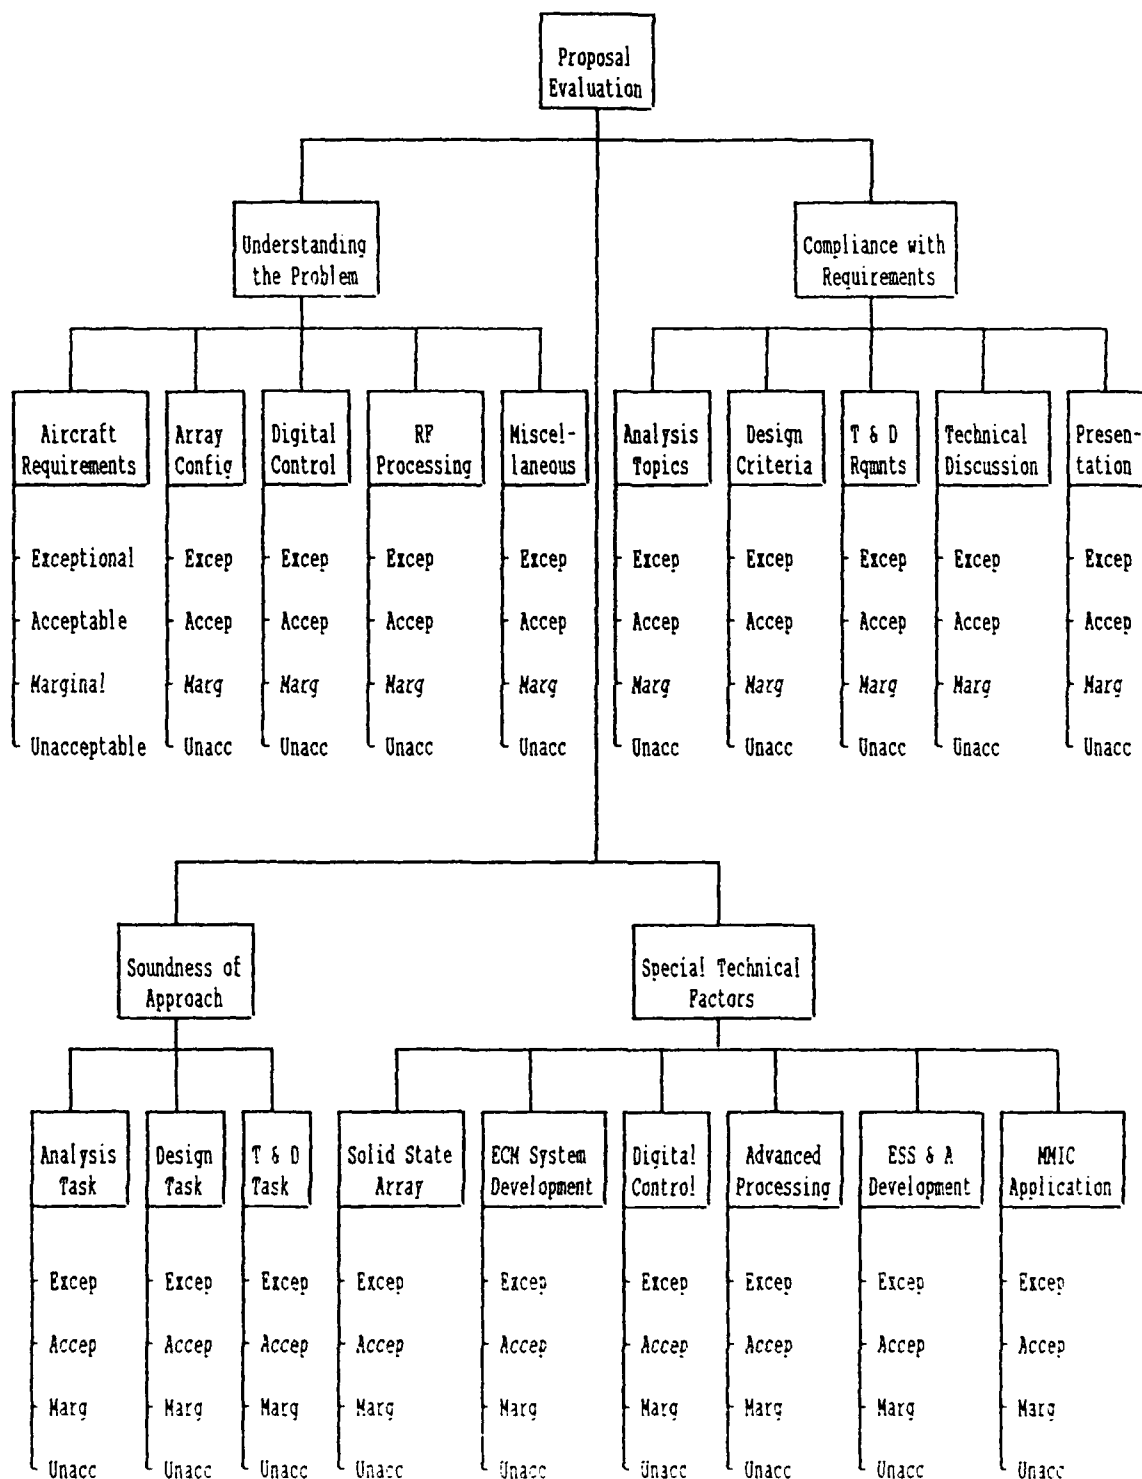 Proposal
Evaluation
Understanding
the Problem
Compliance with
Requirements
Aircraft
Requirements
Array
Config
Digital
Control
RF
Processing
Miscel-
laneous
Analysis
Topics
Design
Criteria
T & D
Rqmnts
Technical
Discussion
Presen-
tation
Exceptional Excep Excep Excep Excep Excep Excep Excep Excep Excep
Acceptable Accep Accep Accep Accep Accep Accep Accep Accep Accep
Marginal Marg Marg Marg Marg Marg Marg Marg Marg Marg
Unacceptable Unacc Unacc Unacc Unacc Unacc Unacc Unacc Unacc Unacc
Soundness of
Approach
Special Technical
Factors
Analysis
Task
Design
Task
T & D
Task
Solid State
Array
ECM System
Development
Digital
Control
Advanced
Processing
ESS & A
Development
MMIC
Application
Excep Excep Excep Excep Excep Excep Excep Excep Excep
Accep Accep Accep Accep Accep Accep Accep Accep Accep
Marg Marg Marg Marg Marg Marg Marg Marg Marg
Unacc Unacc Unacc Unacc Unacc Unacc Unacc Unacc Unacc